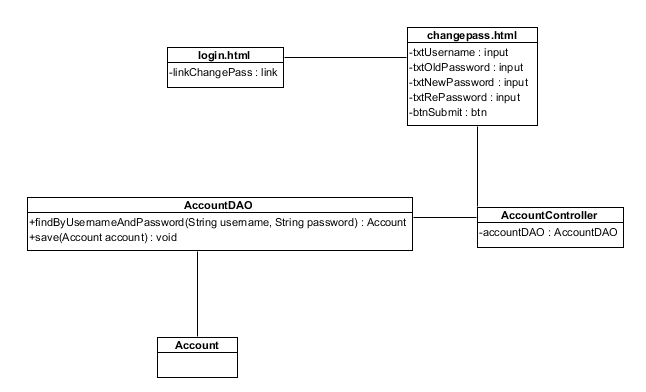 changepass.html
-txtUsername : input
-txtOldPassword : input
-txtNewPassword : input
-txtRePassword : input
-btnSubmit : btn
login.html
-linkChangePass : link
AccountDAO
+findByUsernameAndPassword(String username, String password) : Account
+save(Account account) : void
AccountController
-accountDAO : AccountDAO
Account